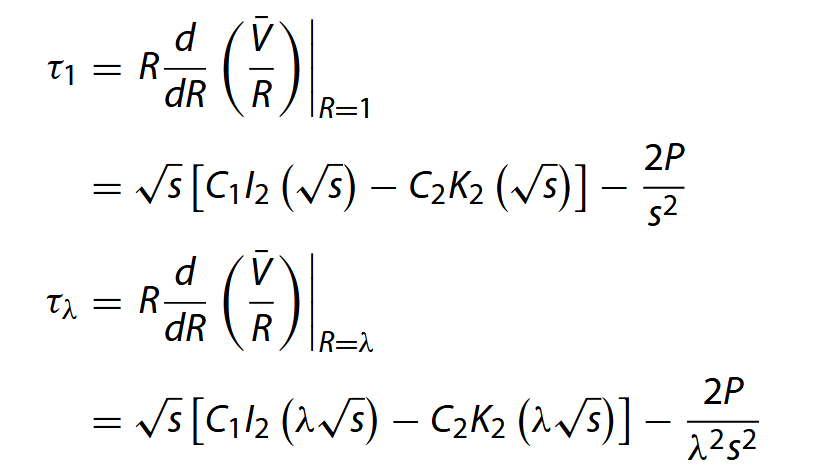 τ₁ = R d/dR (V̄/R)|_{R=1}
= √s [C₁I₂ (√s) − C₂K₂ (√s)] − 2P/s²
τ_λ = R d/dR (V̄/R)|_{R=λ}
= √s [C₁I₂ (λ√s) − C₂K₂ (λ√s)] − 2P/λ²s²